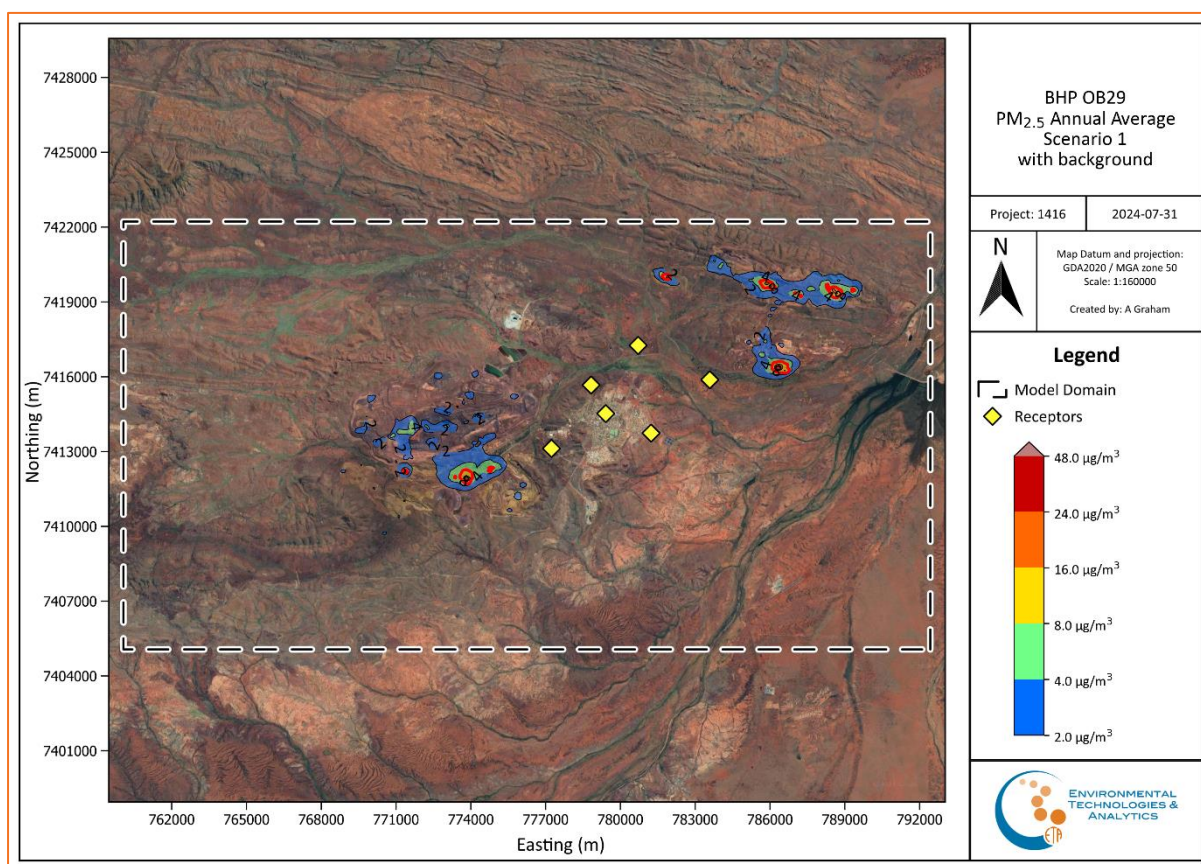 BHP OB29
PM2.5 Annual Average
Scenario 1
with background
Project: 1416
2024-07-31
N
Map Datum and projection:
GDA2020 / MGA zone 50
Scale: 1:160000
Created by: A Graham
Legend
Model Domain
Receptors
48.0 µg/m³
24.0 µg/m³
16.0 µg/m³
8.0 µg/m³
4.0 µg/m³
2.0 µg/m³
ENVIRONMENTAL
TECHNOLOGIES &
ANALYTICS
ETA
Northing (m)
7428000
7425000
7422000
7419000
7416000
7413000
7410000
7407000
7404000
7401000
762000 765000 768000 771000 774000 777000 780000 783000 786000 789000 792000
Easting (m)